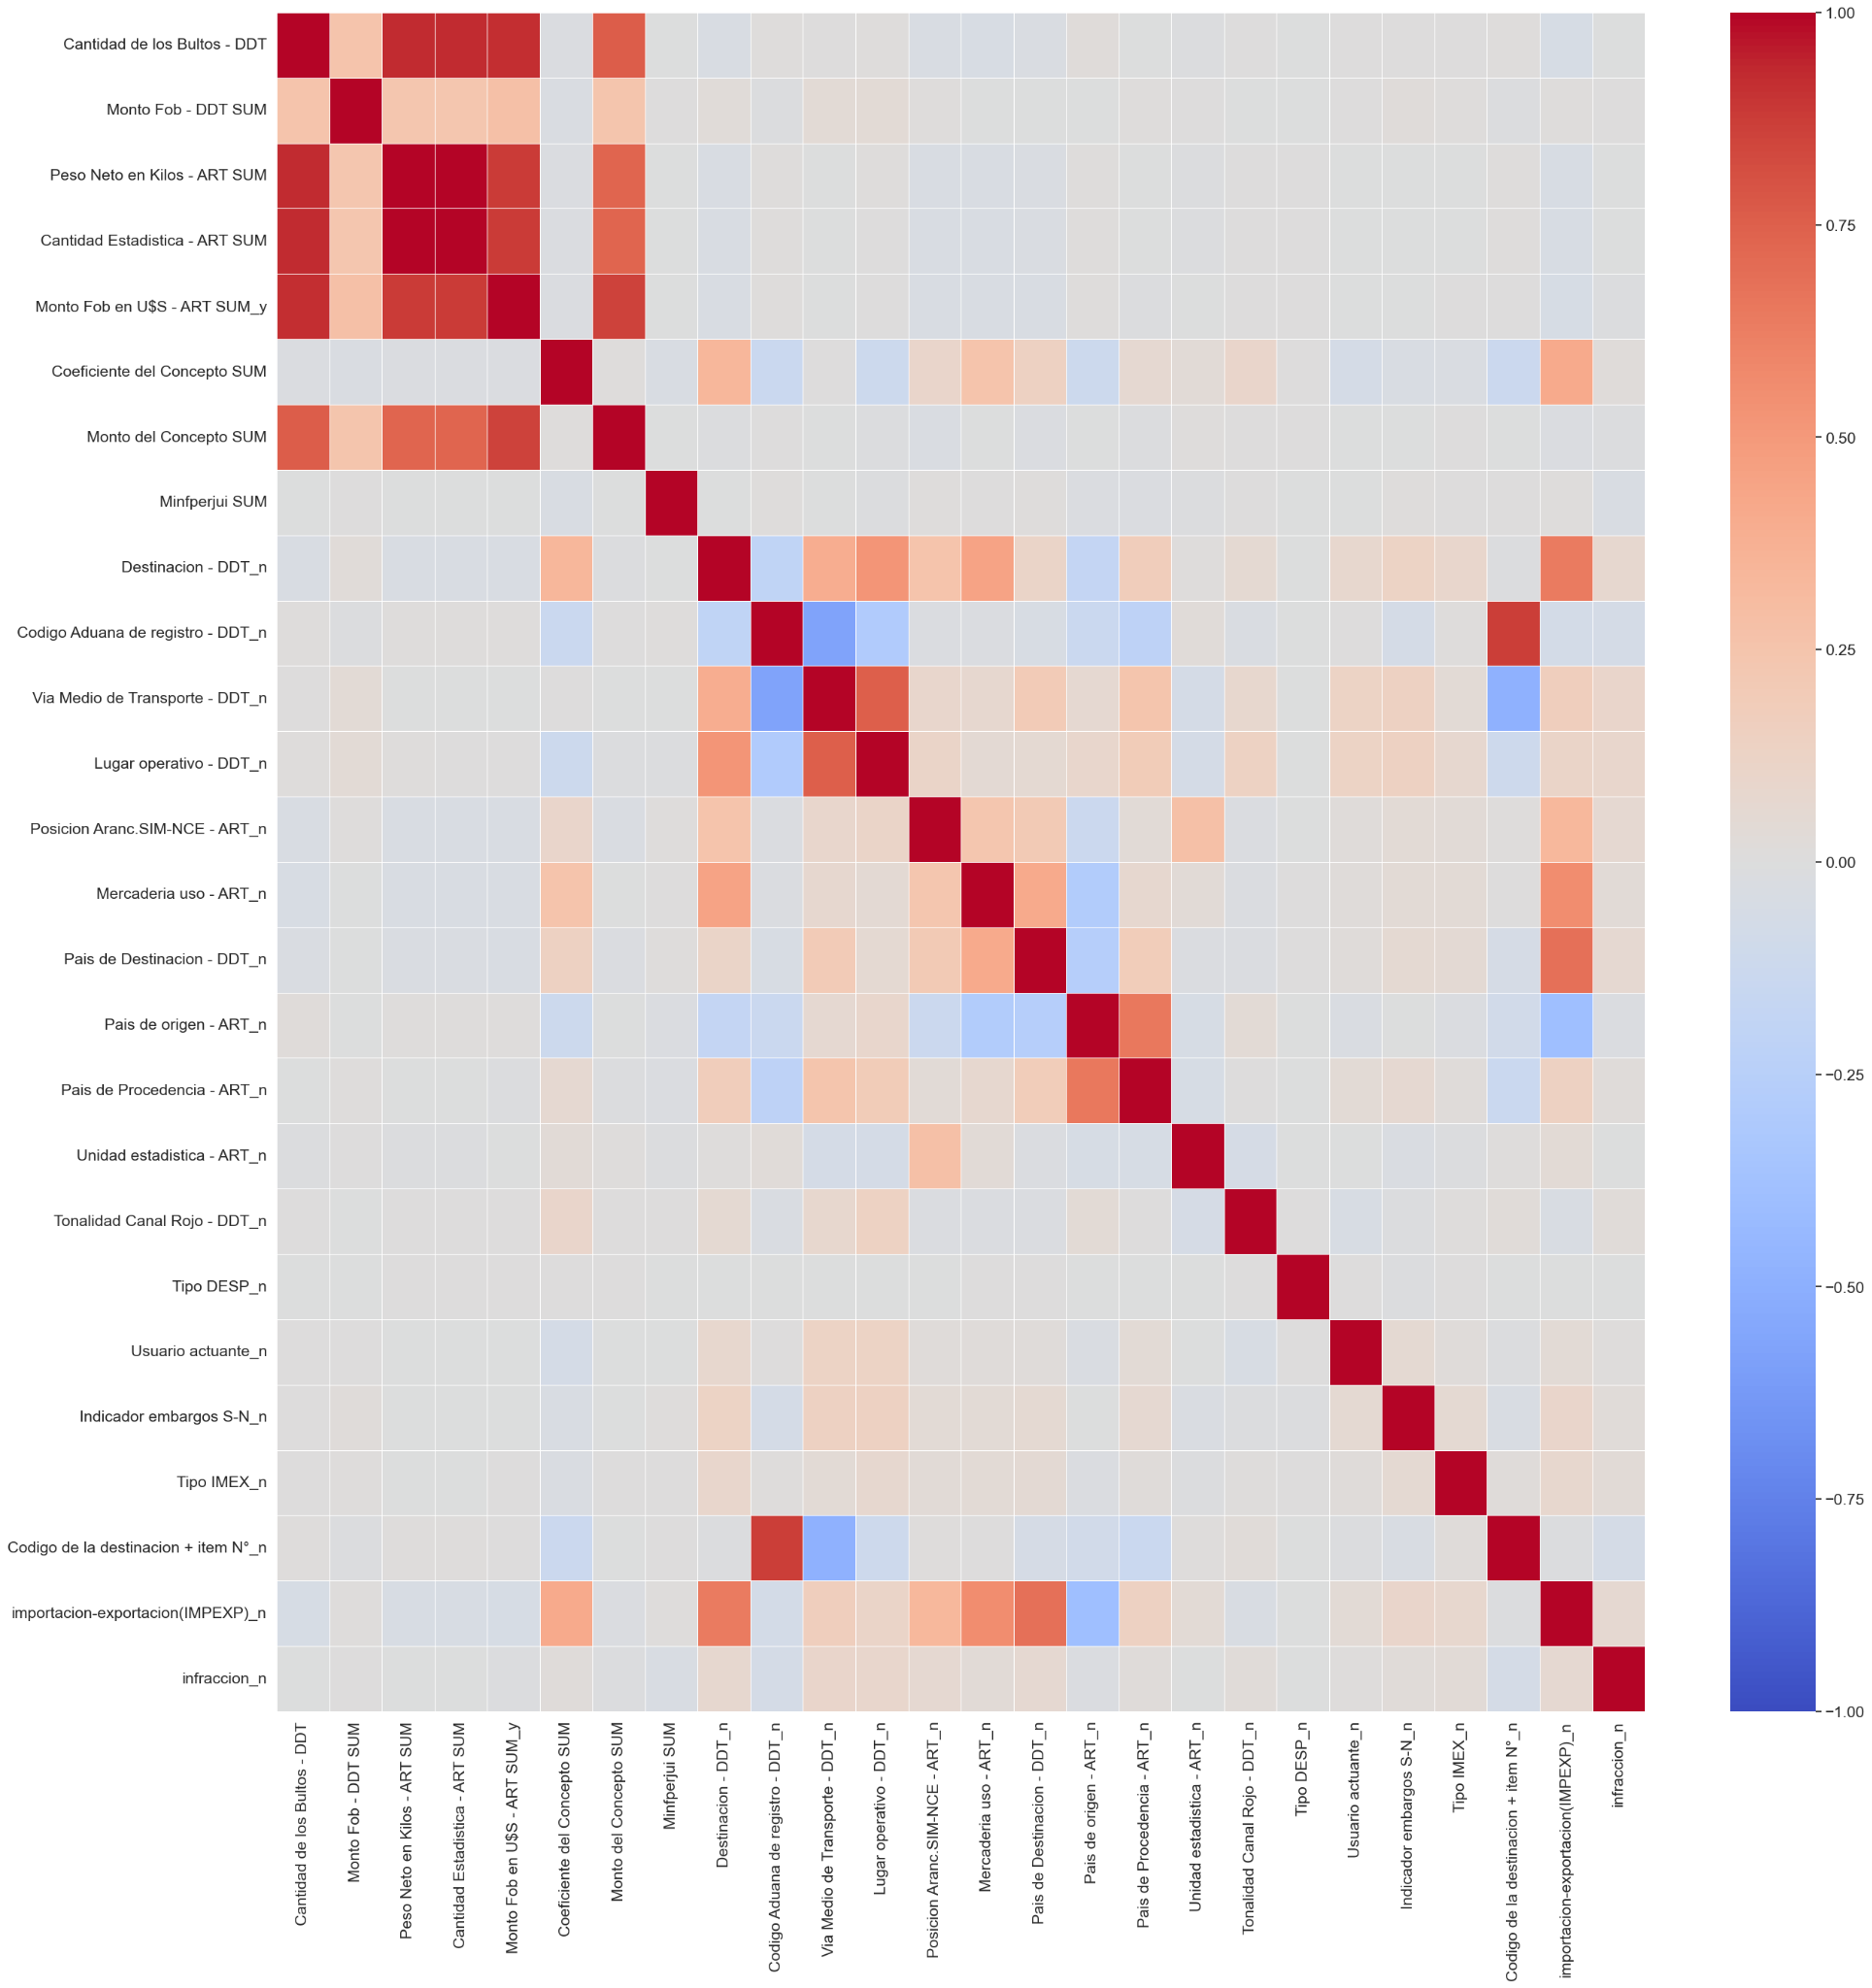 Cantidad de los Bultos - DDT
Monto Fob - DDT SUM
Peso Neto en Kilos - ART SUM
Cantidad Estadistica - ART SUM
Monto Fob en U$S - ART SUM_y
Coeficiente del Concepto SUM
Monto del Concepto SUM
Minfperjui SUM
Destinacion - DDT_n
Codigo Aduana de registro - DDT_n
Via Medio de Transporte - DDT_n
Lugar operativo - DDT_n
Posicion Aranc.SIM-NCE - ART_n
Mercaderia uso - ART_n
Pais de Destinacion - DDT_n
Pais de origen - ART_n
Pais de Procedencia - ART_n
Unidad estadistica - ART_n
Tonalidad Canal Rojo - DDT_n
Tipo DESP_n
Usuario actuante_n
Indicador embargos S-N_n
Tipo IMEX_n
Codigo de la destinacion + item N°_n
importacion-exportacion(IMPEXP)_n
infraccion_n
Cantidad de los Bultos - DDT
Monto Fob - DDT SUM
Peso Neto en Kilos - ART SUM
Cantidad Estadistica - ART SUM
Monto Fob en U$S - ART SUM_y
Coeficiente del Concepto SUM
Monto del Concepto SUM
Minfperjui SUM
Destinacion - DDT_n
Codigo Aduana de registro - DDT_n
Via Medio de Transporte - DDT_n
Lugar operativo - DDT_n
Posicion Aranc.SIM-NCE - ART_n
Mercaderia uso - ART_n
Pais de Destinacion - DDT_n
Pais de origen - ART_n
Pais de Procedencia - ART_n
Unidad estadistica - ART_n
Tonalidad Canal Rojo - DDT_n
Tipo DESP_n
Usuario actuante_n
Indicador embargos S-N_n
Tipo IMEX_n
Codigo de la destinacion + item N°_n
importacion-exportacion(IMPEXP)_n
infraccion_n
1.00
0.75
0.50
0.25
0.00
−0.25
−0.50
−0.75
−1.00